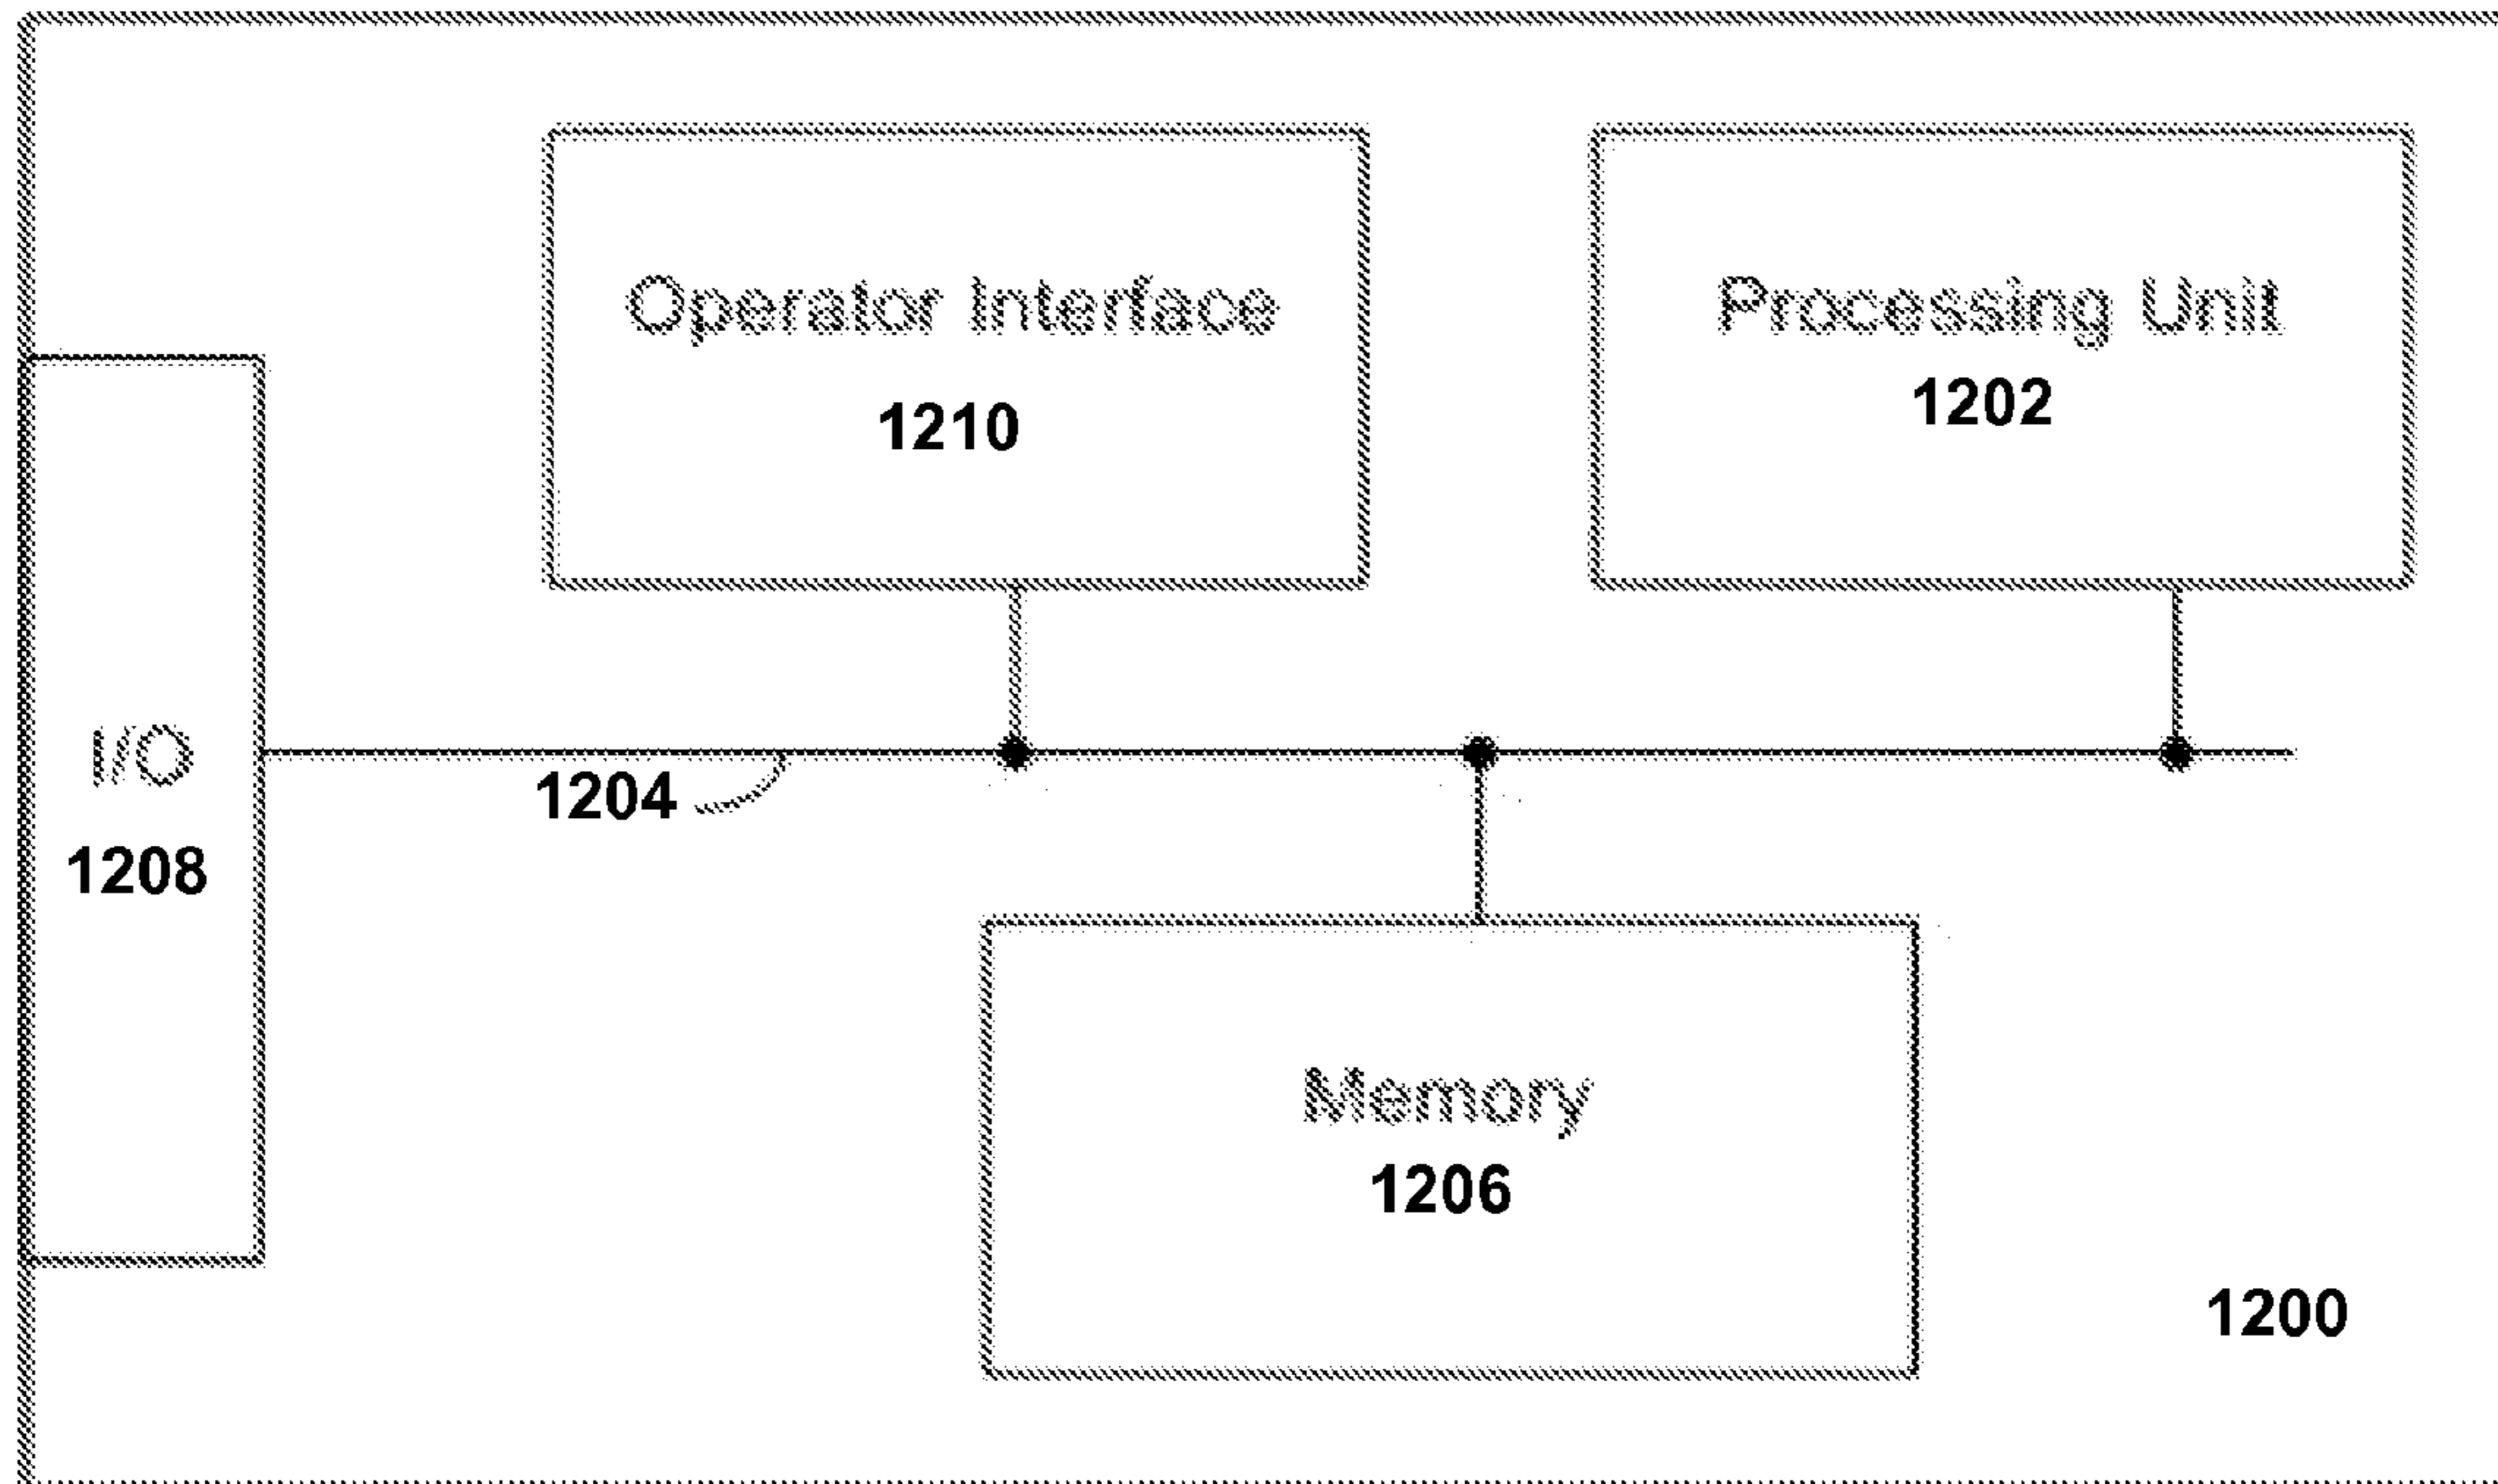 Operator Interface
1210
Processing Unit
1202
I/O
1208
1204
Memory
1206
1200